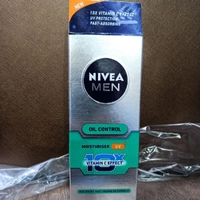 NEW
10X VITAMIN C EFFECT
UV PROTECTION
FAST-ABSORBING
NIVEA
MEN
OIL CONTROL
MOISTURISER UV
10X
VITAMIN C EFFECT